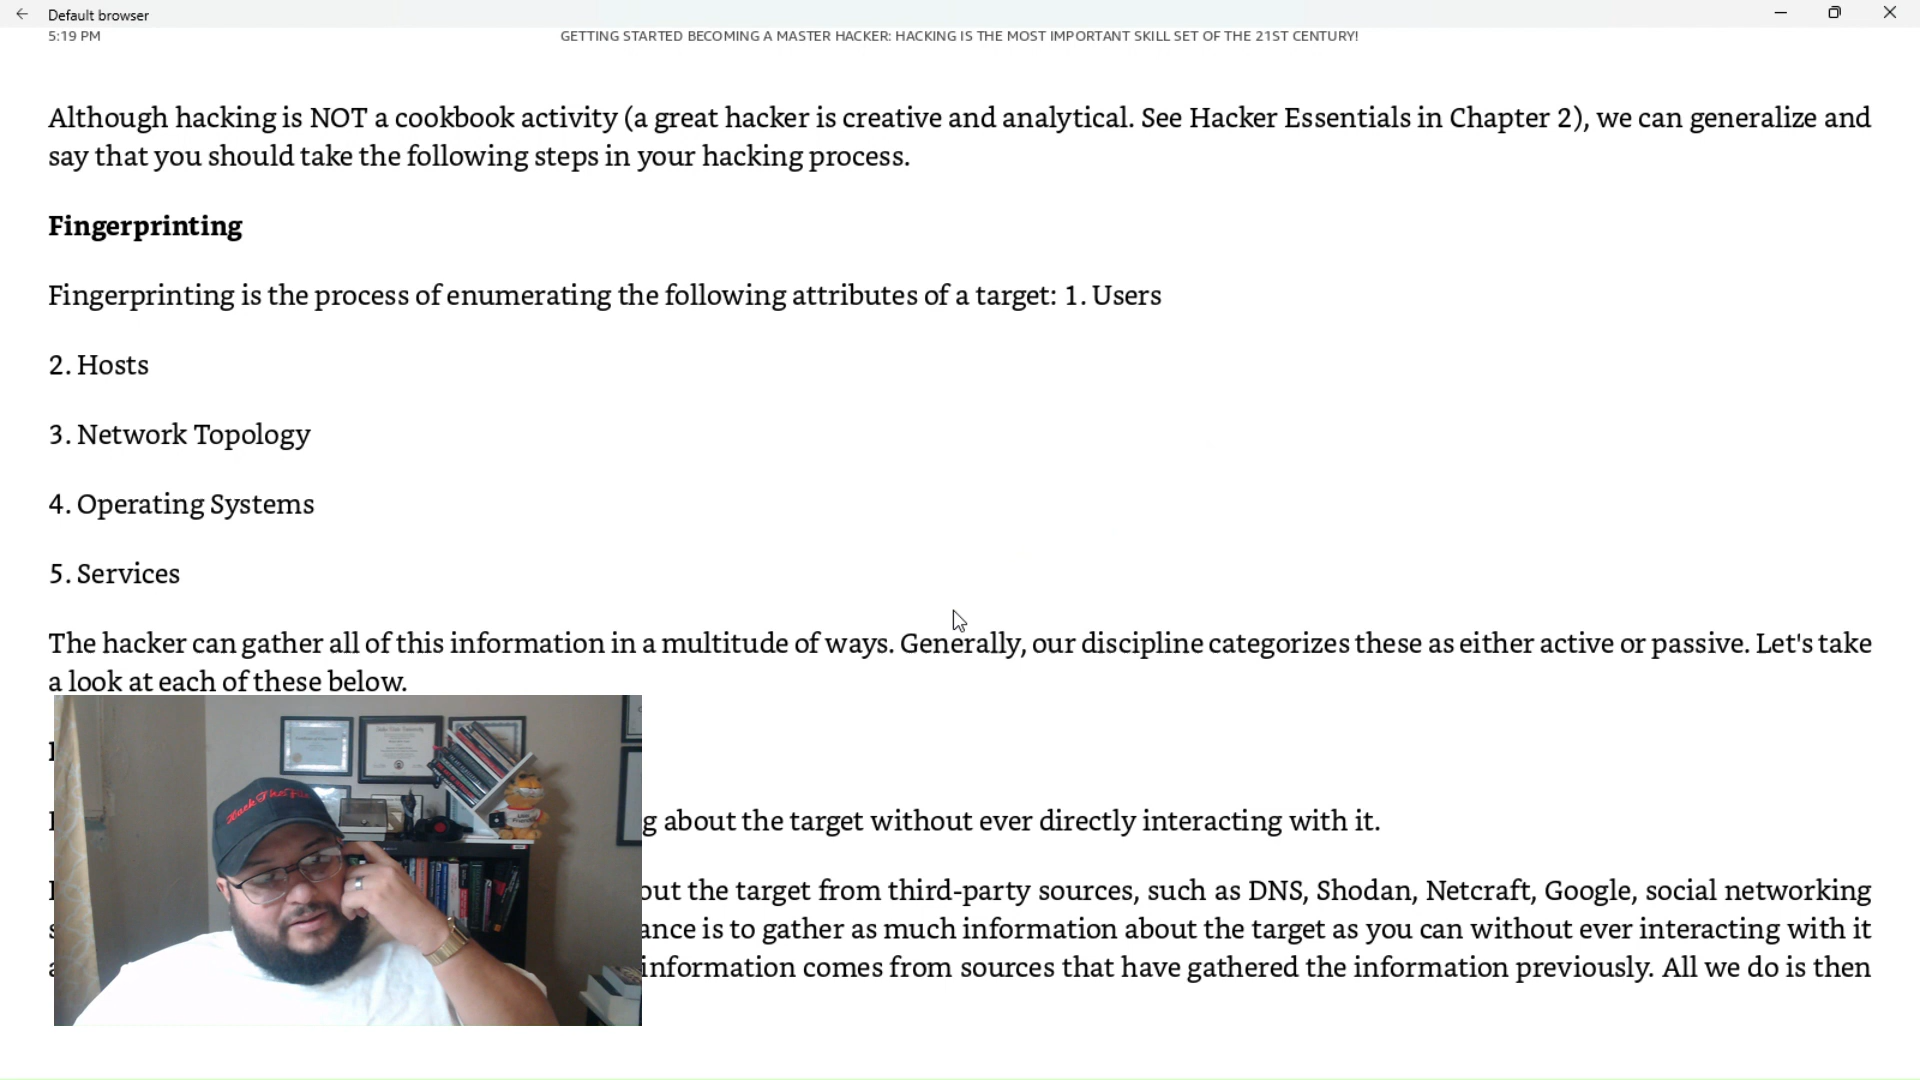 Default browser
5:19 PM
GETTING STARTED BECOMING A MASTER HACKER: HACKING IS THE MOST IMPORTANT SKILL SET OF THE 21ST CENTURY!
Although hacking is NOT a cookbook activity (a great hacker is creative and analytical. See Hacker Essentials in Chapter 2), we can generalize and
say that you should take the following steps in your hacking process.
Fingerprinting
Fingerprinting is the process of enumerating the following attributes of a target: 1. Users
2. Hosts
3. Network Topology
4. Operating Systems
5. Services
The hacker can gather all of this information in a multitude of ways. Generally, our discipline categorizes these as either active or passive. Let's take
a look at each of these below.
g about the target without ever directly interacting with it.
out the target from third-party sources, such as DNS, Shodan, Netcraft, Google, social networking
ance is to gather as much information about the target as you can without ever interacting with it
information comes from sources that have gathered the information previously. All we do is then